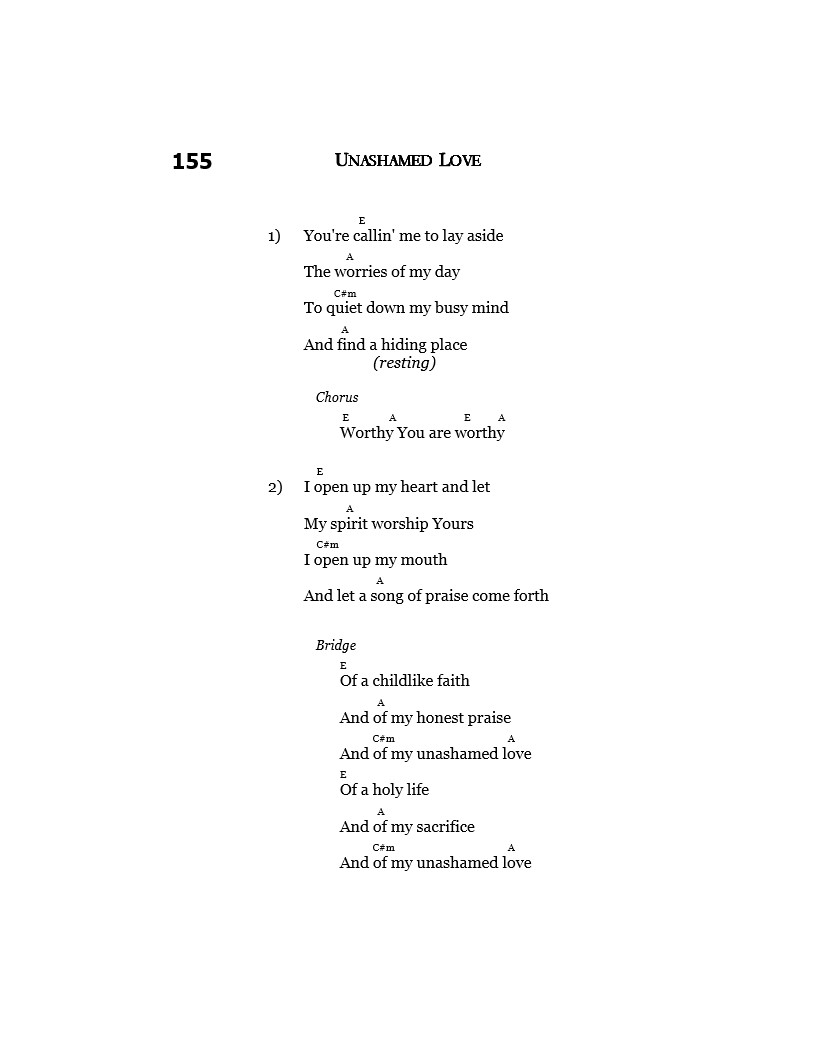 155 UNASHAMED LOVE
E
1) You're callin' me to lay aside
A
The worries of my day
C#m
To quiet down my busy mind
A
And find a hiding place
(resting)
Chorus
E A E A
Worthy You are worthy
E
2) I open up my heart and let
A
My spirit worship Yours
C#m
I open up my mouth
A
And let a song of praise come forth
Bridge
E
Of a childlike faith
A
And of my honest praise
C#m A
And of my unashamed love
E
Of a holy life
A
And of my sacrifice
C#m A
And of my unashamed love